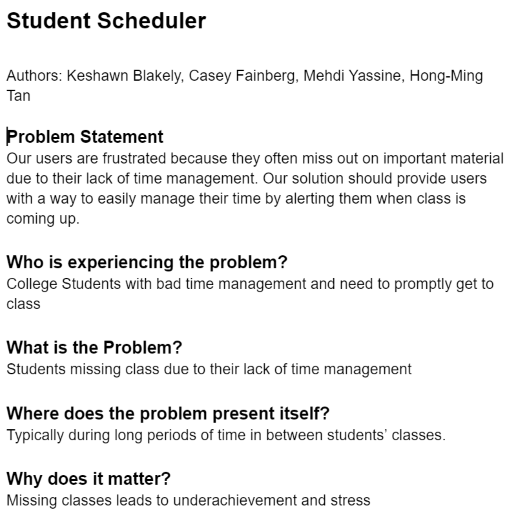 Student Scheduler
Authors: Keshawn Blakely, Casey Fainberg, Mehdi Yassine, Hong-Ming
Tan
Problem Statement
Our users are frustrated because they often miss out on important material
due to their lack of time management. Our solution should provide users
with a way to easily manage their time by alerting them when class is
coming up.
Who is experiencing the problem?
College Students with bad time management and need to promptly get to
class
What is the Problem?
Students missing class due to their lack of time management
Where does the problem present itself?
Typically during long periods of time in between students’ classes.
Why does it matter?
Missing classes leads to underachievement and stress